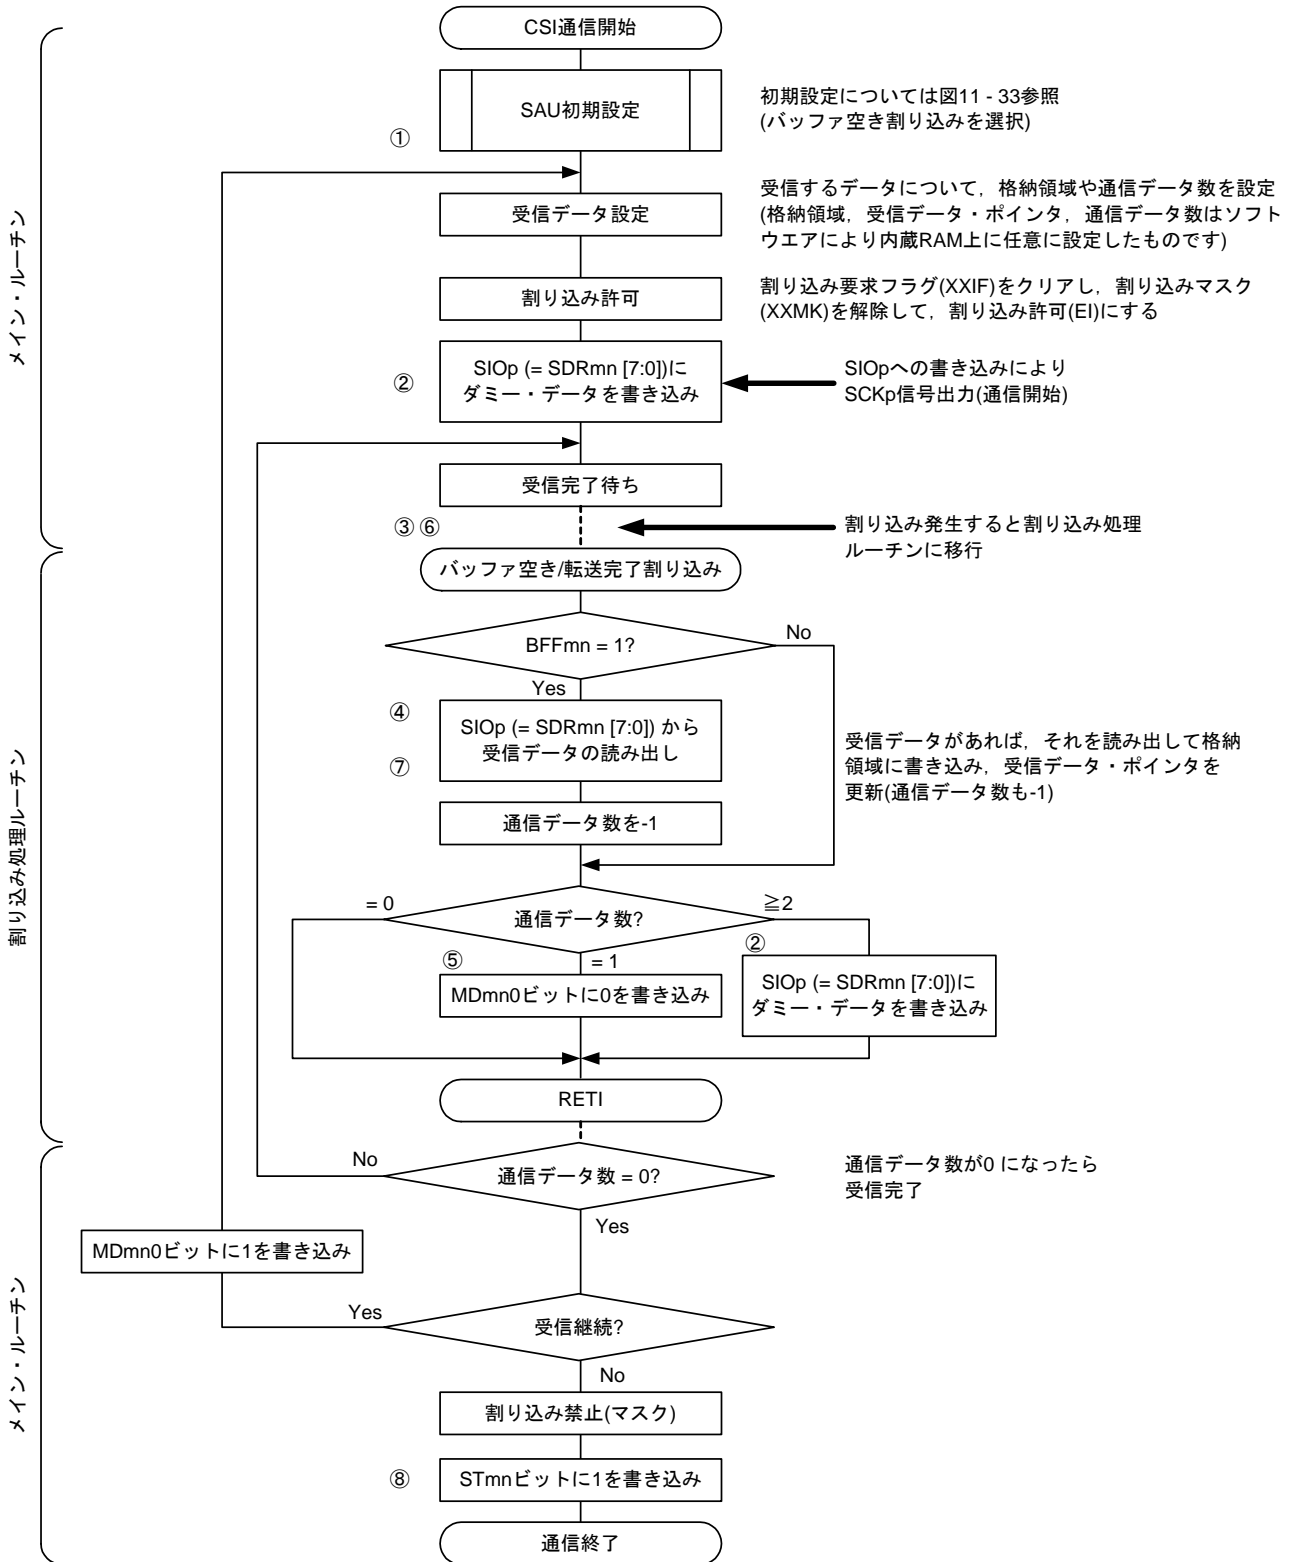 CSI通信開始
SAU初期設定
初期設定については図11 - 33参照
(バッファ空き割り込みを選択)
①
メイン・ルーチン
受信データ設定
受信するデータについて，格納領域や通信データ数を設定
(格納領域，受信データ・ポインタ，通信データ数はソフト
ウエアにより内蔵RAM上に任意に設定したものです)
割り込み許可
割り込み要求フラグ(XXIF)をクリアし，割り込みマスク
(XXMK)を解除して，割り込み許可(EI)にする
②
SIOp (= SDRmn [7:0])に
ダミー・データを書き込み
SIOpへの書き込みにより
SCKp信号出力(通信開始)
受信完了待ち
③ ⑥
割り込み発生すると割り込み処理
ルーチンに移行
バッファ空き/転送完了割り込み
割り込み処理ルーチン
BFFmn = 1?
No
Yes
④
SIOp (= SDRmn [7:0]) から
受信データの読み出し
⑦
受信データがあれば，それを読み出して格納
領域に書き込み，受信データ・ポインタを
更新(通信データ数も-1)
通信データ数を-1
= 0
通信データ数?
≧2
= 1
⑤
MDmn0ビットに0を書き込み
②
SIOp (= SDRmn [7:0])に
ダミー・データを書き込み
RETI
No
通信データ数 = 0?
通信データ数が0 になったら
受信完了
Yes
MDmn0ビットに1を書き込み
メイン・ルーチン
Yes
受信継続?
No
割り込み禁止(マスク)
⑧
STmnビットに1を書き込み
通信終了